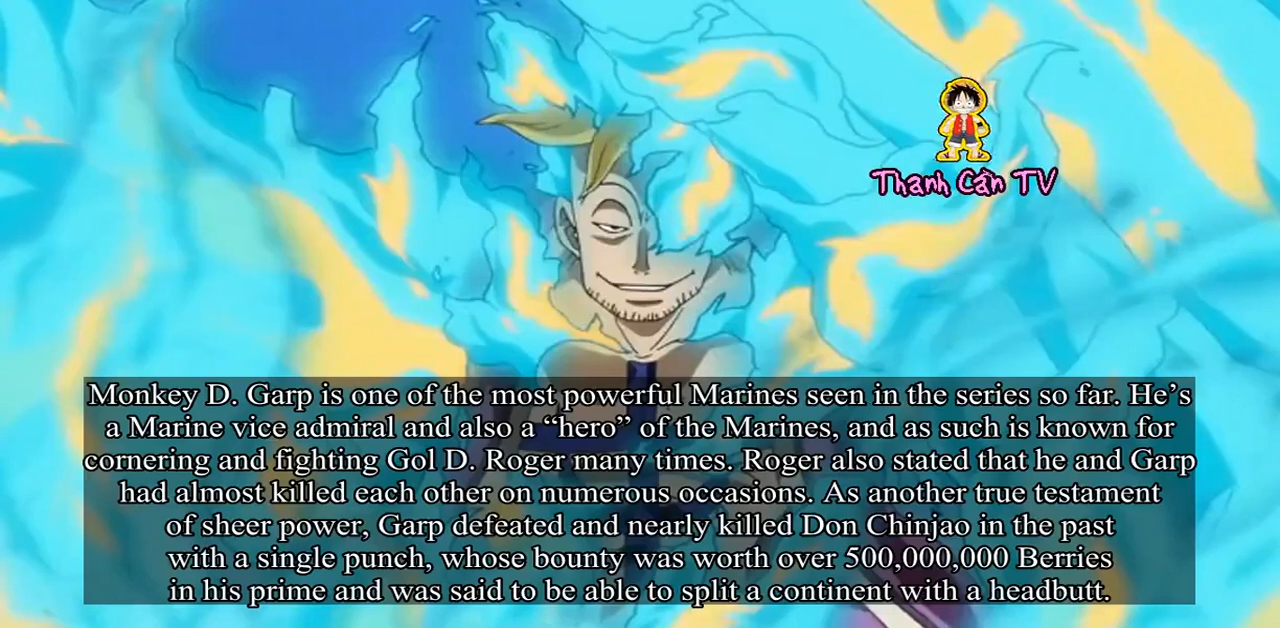 Thanh Cần TV
Monkey D. Garp is one of the most powerful Marines seen in the series so far. He’s
a Marine vice admiral and also a “hero” of the Marines, and as such is known for
cornering and fighting Gol D. Roger many times. Roger also stated that he and Garp
had almost killed each other on numerous occasions. As another true testament
of sheer power, Garp defeated and nearly killed Don Chinjao in the past
with a single punch, whose bounty was worth over 500,000,000 Berries
in his prime and was said to be able to split a continent with a headbutt.